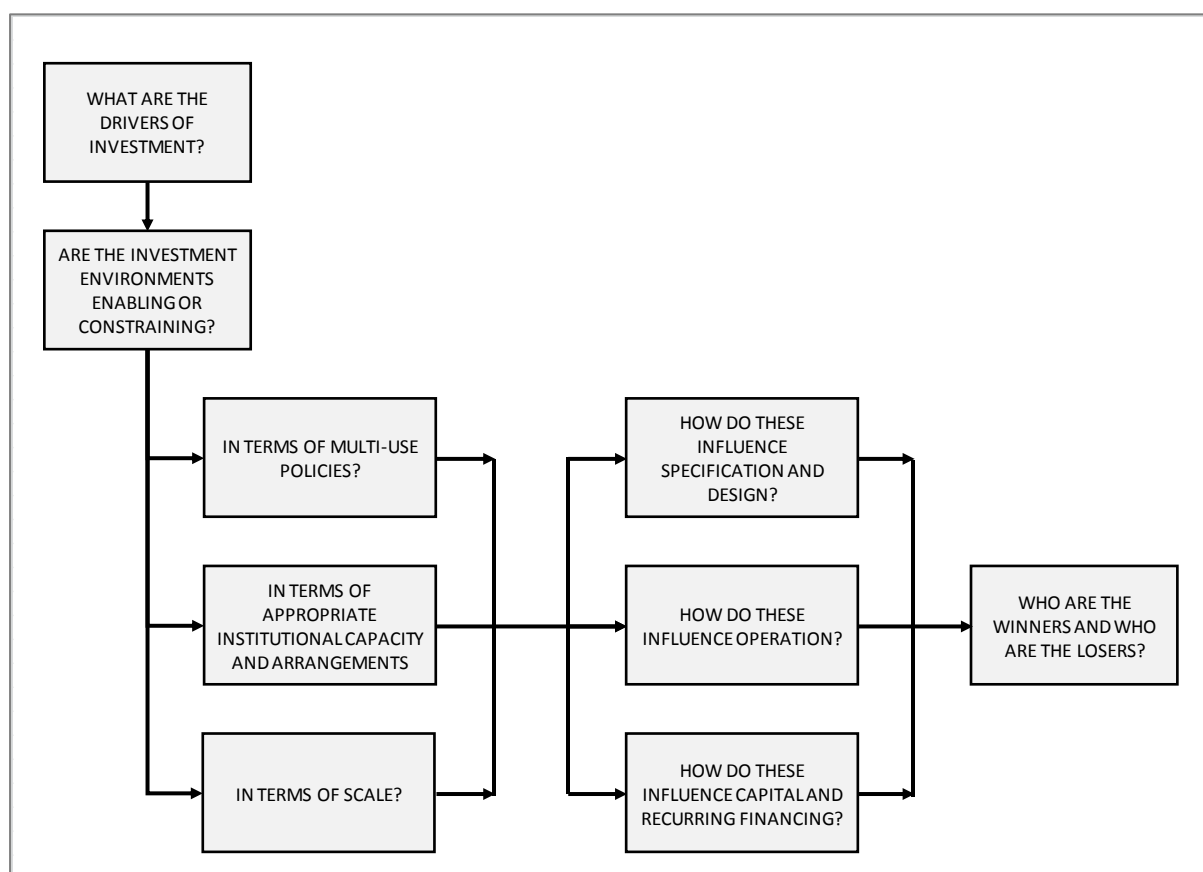 WHAT ARE THE
DRIVERS OF
INVESTMENT?
ARE THE INVESTMENT
ENVIRONMENTS
ENABLING OR
CONSTRAINING?
IN TERMS OF MULTI-USE
POLICIES?
IN TERMS OF
APPROPRIATE
INSTITUTIONAL CAPACITY
AND ARRANGEMENTS
IN TERMS OF SCALE?
HOW DO THESE
INFLUENCE
SPECIFICATION AND
DESIGN?
HOW DO THESE
INFLUENCE OPERATION?
HOW DO THESE
INFLUENCE CAPITAL AND
RECURRING FINANCING?
WHO ARE THE
WINNERS AND WHO
ARE THE LOSERS?